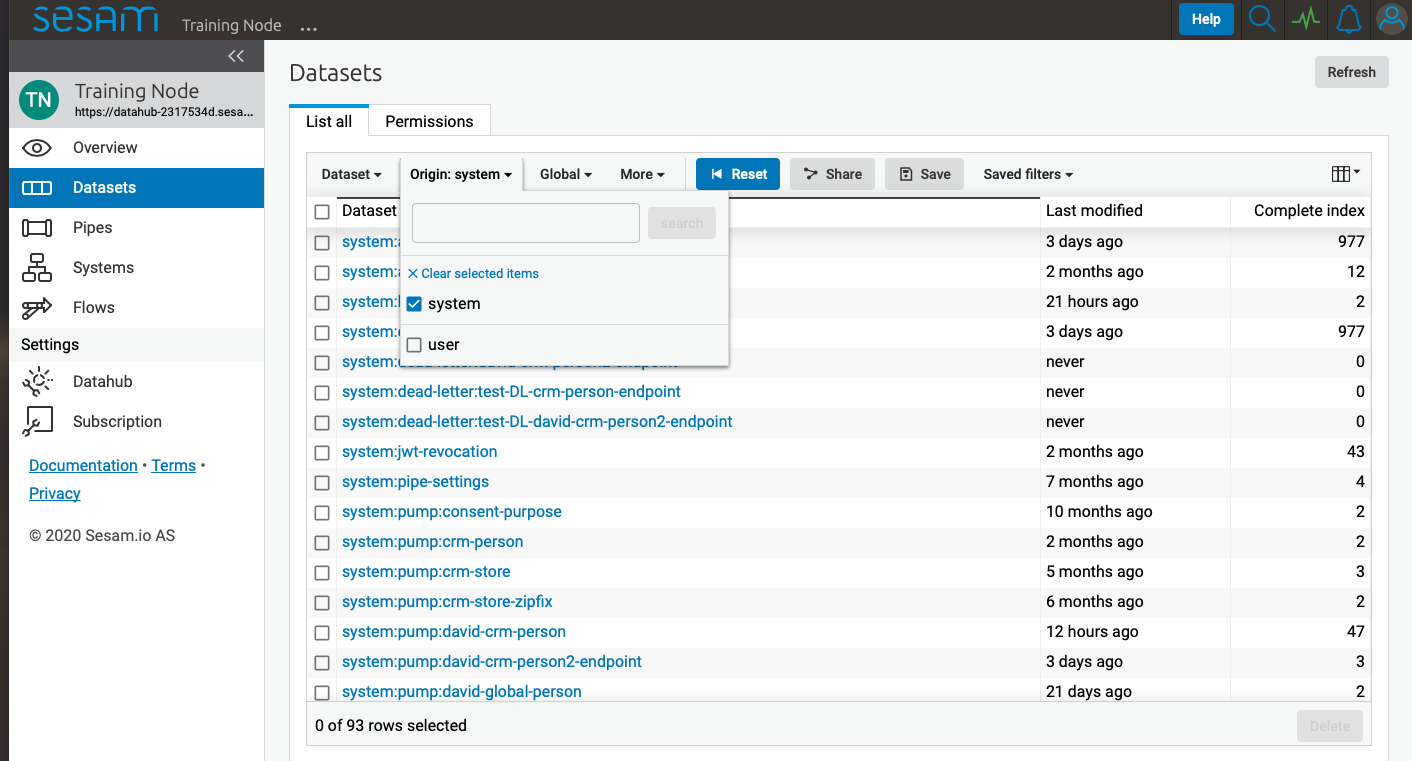 sesam Training Node ...
Help
TN Training Node
https://datahub-2317534d.sesa...
Overview
Datasets
Pipes
Systems
Flows
Settings
Datahub
Subscription
Documentation • Terms •
Privacy
© 2020 Sesam.io AS
Datasets
Refresh
List all Permissions
Dataset Origin: system Global More Reset Share Save Saved filters
search
× Clear selected items
system
user
Dataset Last modified Complete index
system: 3 days ago 977
system: 2 months ago 12
system: 21 hours ago 2
system: 3 days ago 977
system:dead-letter:david-crm-person2-endpoint never 0
system:dead-letter:test-DL-crm-person-endpoint never 0
system:dead-letter:test-DL-david-crm-person2-endpoint never 0
system:jwt-revocation 2 months ago 43
system:pipe-settings 7 months ago 4
system:pump:consent-purpose 10 months ago 2
system:pump:crm-person 2 months ago 2
system:pump:crm-store 5 months ago 3
system:pump:crm-store-zipfix 6 months ago 2
system:pump:david-crm-person 12 hours ago 47
system:pump:david-crm-person2-endpoint 3 days ago 3
system:pump:david-global-person 21 days ago 2
0 of 93 rows selected
Delete